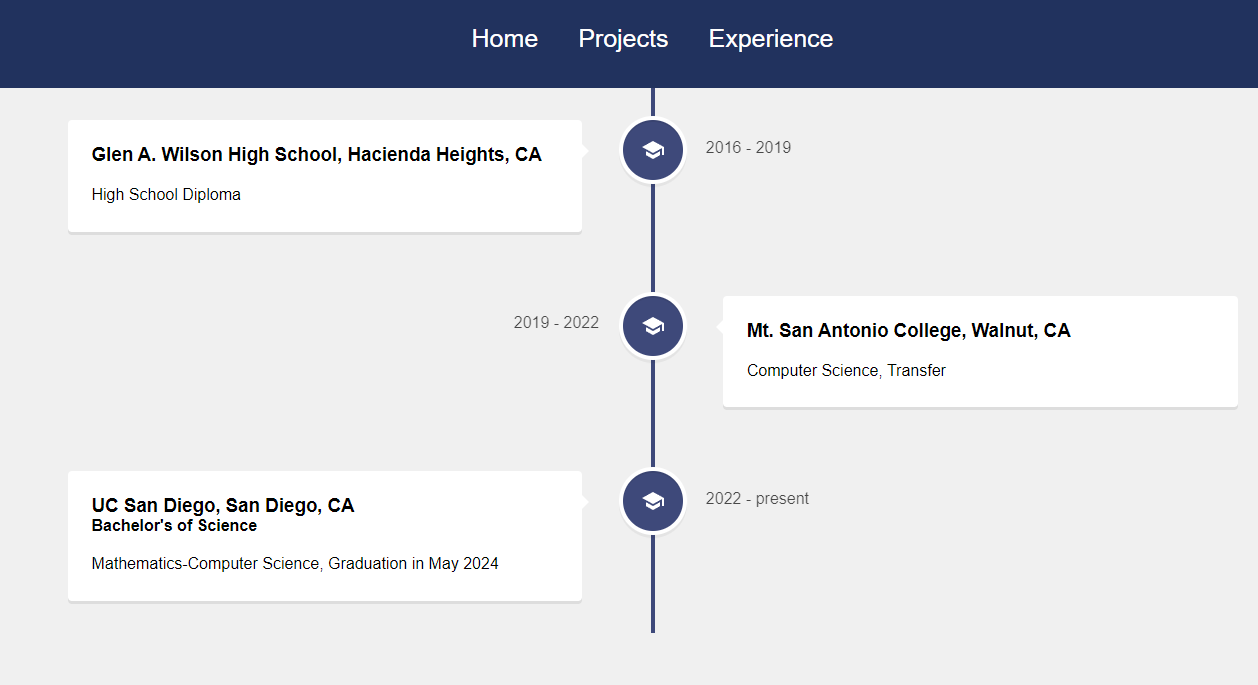 Home Projects Experience
Glen A. Wilson High School, Hacienda Heights, CA
High School Diploma
2016 - 2019
2019 - 2022
Mt. San Antonio College, Walnut, CA
Computer Science, Transfer
UC San Diego, San Diego, CA
Bachelor's of Science
Mathematics-Computer Science, Graduation in May 2024
2022 - present